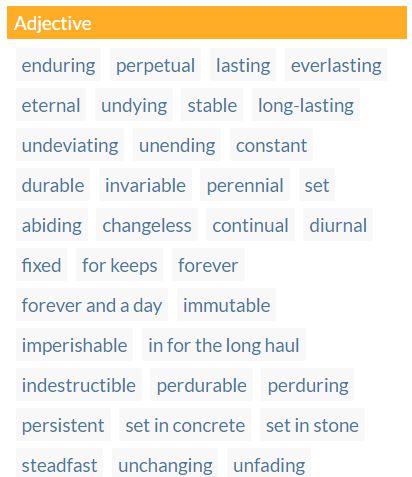 Adjective
enduring perpetual lasting everlasting
eternal undying stable long-lasting
undeviating unending constant
durable invariable perennial set
abiding changeless continual diurnal
fixed for keeps forever
forever and a day immutable
imperishable in for the long haul
indestructible perdurable perduring
persistent set in concrete set in stone
steadfast unchanging unfading